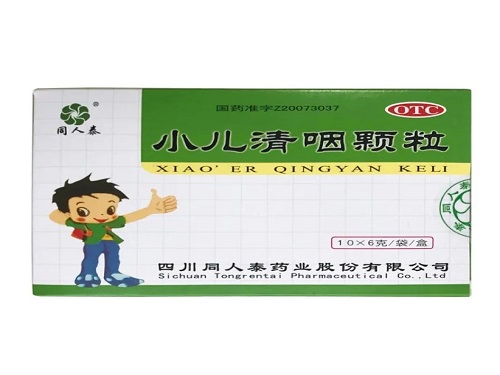 同人泰
®
国药准字Z20073037
OTC
小儿清咽颗粒
XIAO' ER QINGYAN KELI
10×6克/袋/盒
四川同人泰药业股份有限公司
Sichuan Tongrentai Pharmaceutical Co.,Ltd